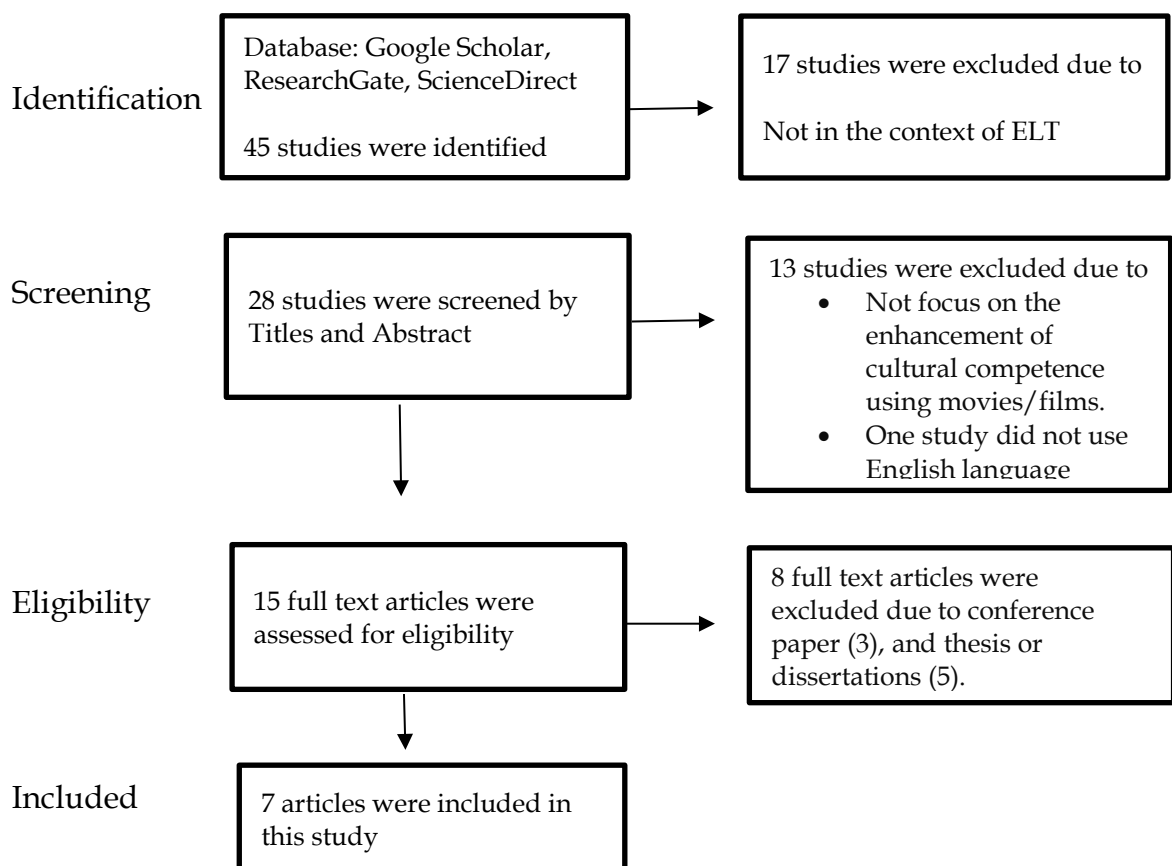 Identification
Database: Google Scholar,
ResearchGate, ScienceDirect
45 studies were identified
17 studies were excluded due to
Not in the context of ELT
Screening
28 studies were screened by
Titles and Abstract
13 studies were excluded due to
• Not focus on the
enhancement of
cultural competence
using movies/films.
• One study did not use
English language
Eligibility
15 full text articles were
assessed for eligibility
8 full text articles were
excluded due to conference
paper (3), and thesis or
dissertations (5).
Included
7 articles were included in
this study